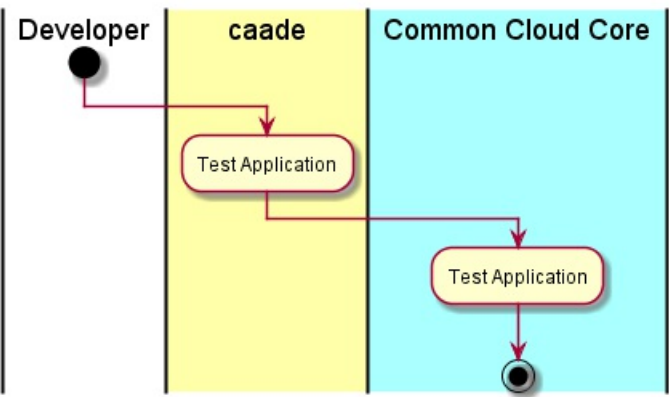 Developer
caade
Common Cloud Core
Test Application
Test Application